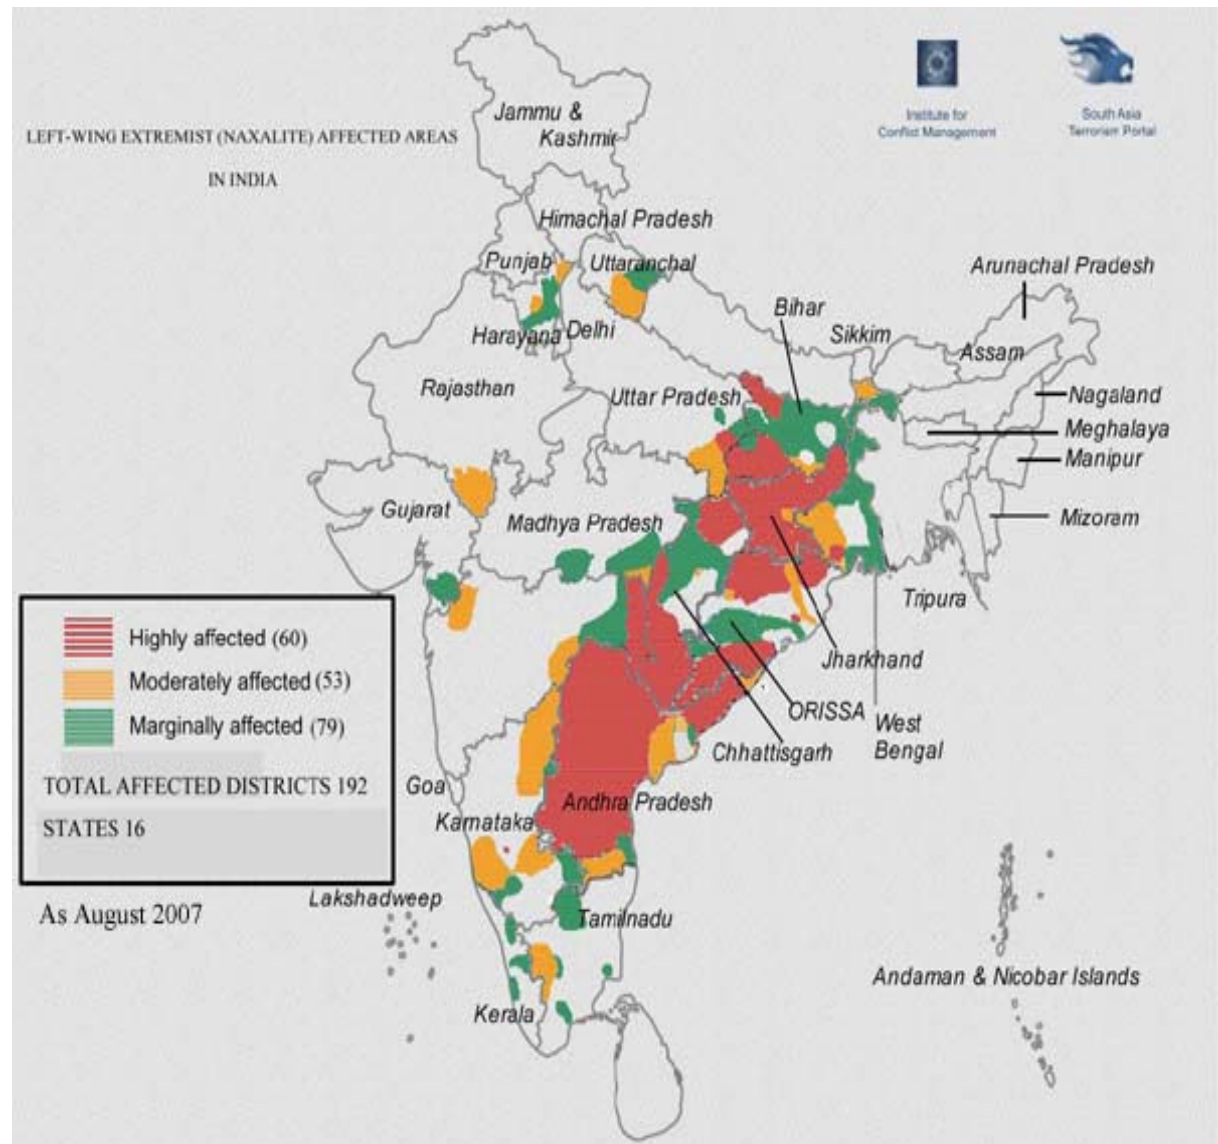 LEFT-WING EXTREMIST (NAXALITE) AFFECTED AREAS
IN INDIA
Institute for
Conflict Management
South Asia
Terrorism Portal
Jammu &
Kashmir
Himachal Pradesh
Punjab
Uttaranchal
Arunachal Pradesh
Bihar
Sikkim
Harayana
Delhi
Assam
Rajasthan
Uttar Pradesh
Nagaland
Meghalaya
Manipur
Gujarat
Madhya Pradesh
Mizoram
Tripura
Highly affected (60)
Moderately affected (53)
Marginally affected (79)
TOTAL AFFECTED DISTRICTS 192
STATES 16
Jharkhand
ORISSA
West
Bengal
Chhattisgarh
Goa
Andhra Pradesh
Karnataka
Lakshadweep
As August 2007
Tamilnadu
Andaman & Nicobar Islands
Kerala